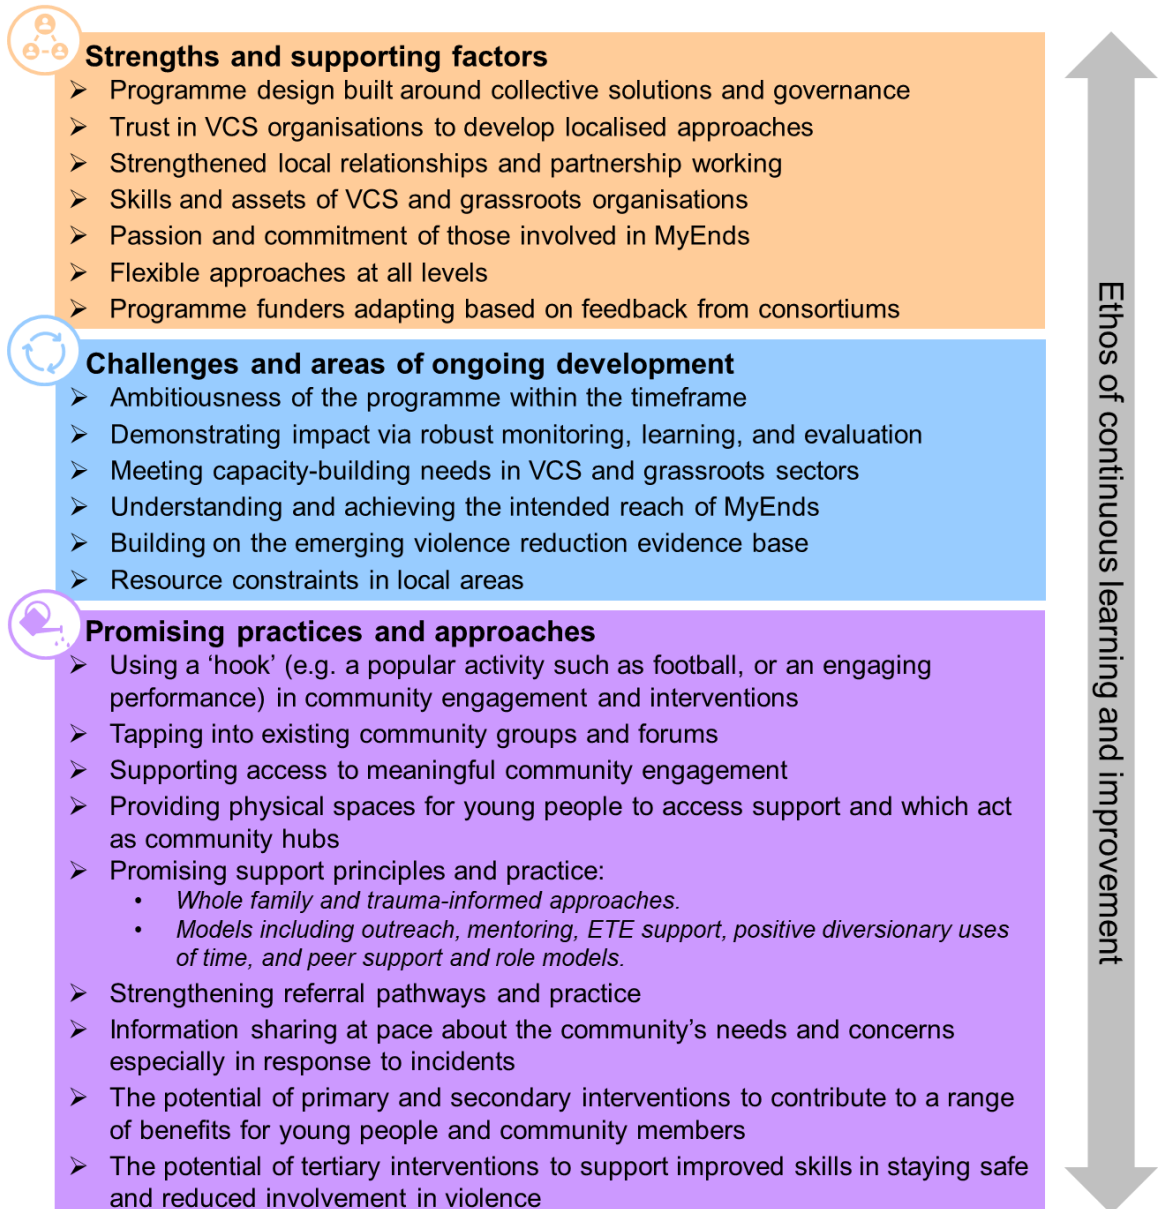 Strengths and supporting factors
➢ Programme design built around collective solutions and governance
➢ Trust in VCS organisations to develop localised approaches
➢ Strengthened local relationships and partnership working
➢ Skills and assets of VCS and grassroots organisations
➢ Passion and commitment of those involved in MyEnds
➢ Flexible approaches at all levels
➢ Programme funders adapting based on feedback from consortiums
Challenges and areas of ongoing development
➢ Ambitiousness of the programme within the timeframe
➢ Demonstrating impact via robust monitoring, learning, and evaluation
➢ Meeting capacity-building needs in VCS and grassroots sectors
➢ Understanding and achieving the intended reach of MyEnds
➢ Building on the emerging violence reduction evidence base
➢ Resource constraints in local areas
Promising practices and approaches
➢ Using a ‘hook’ (e.g. a popular activity such as football, or an engaging
performance) in community engagement and interventions
➢ Tapping into existing community groups and forums
➢ Supporting access to meaningful community engagement
➢ Providing physical spaces for young people to access support and which act
as community hubs
➢ Promising support principles and practice:
• Whole family and trauma-informed approaches.
• Models including outreach, mentoring, ETE support, positive diversionary uses
of time, and peer support and role models.
➢ Strengthening referral pathways and practice
➢ Information sharing at pace about the community’s needs and concerns
especially in response to incidents
➢ The potential of primary and secondary interventions to contribute to a range
of benefits for young people and community members
➢ The potential of tertiary interventions to support improved skills in staying safe
and reduced involvement in violence
Ethos of continuous learning and improvement